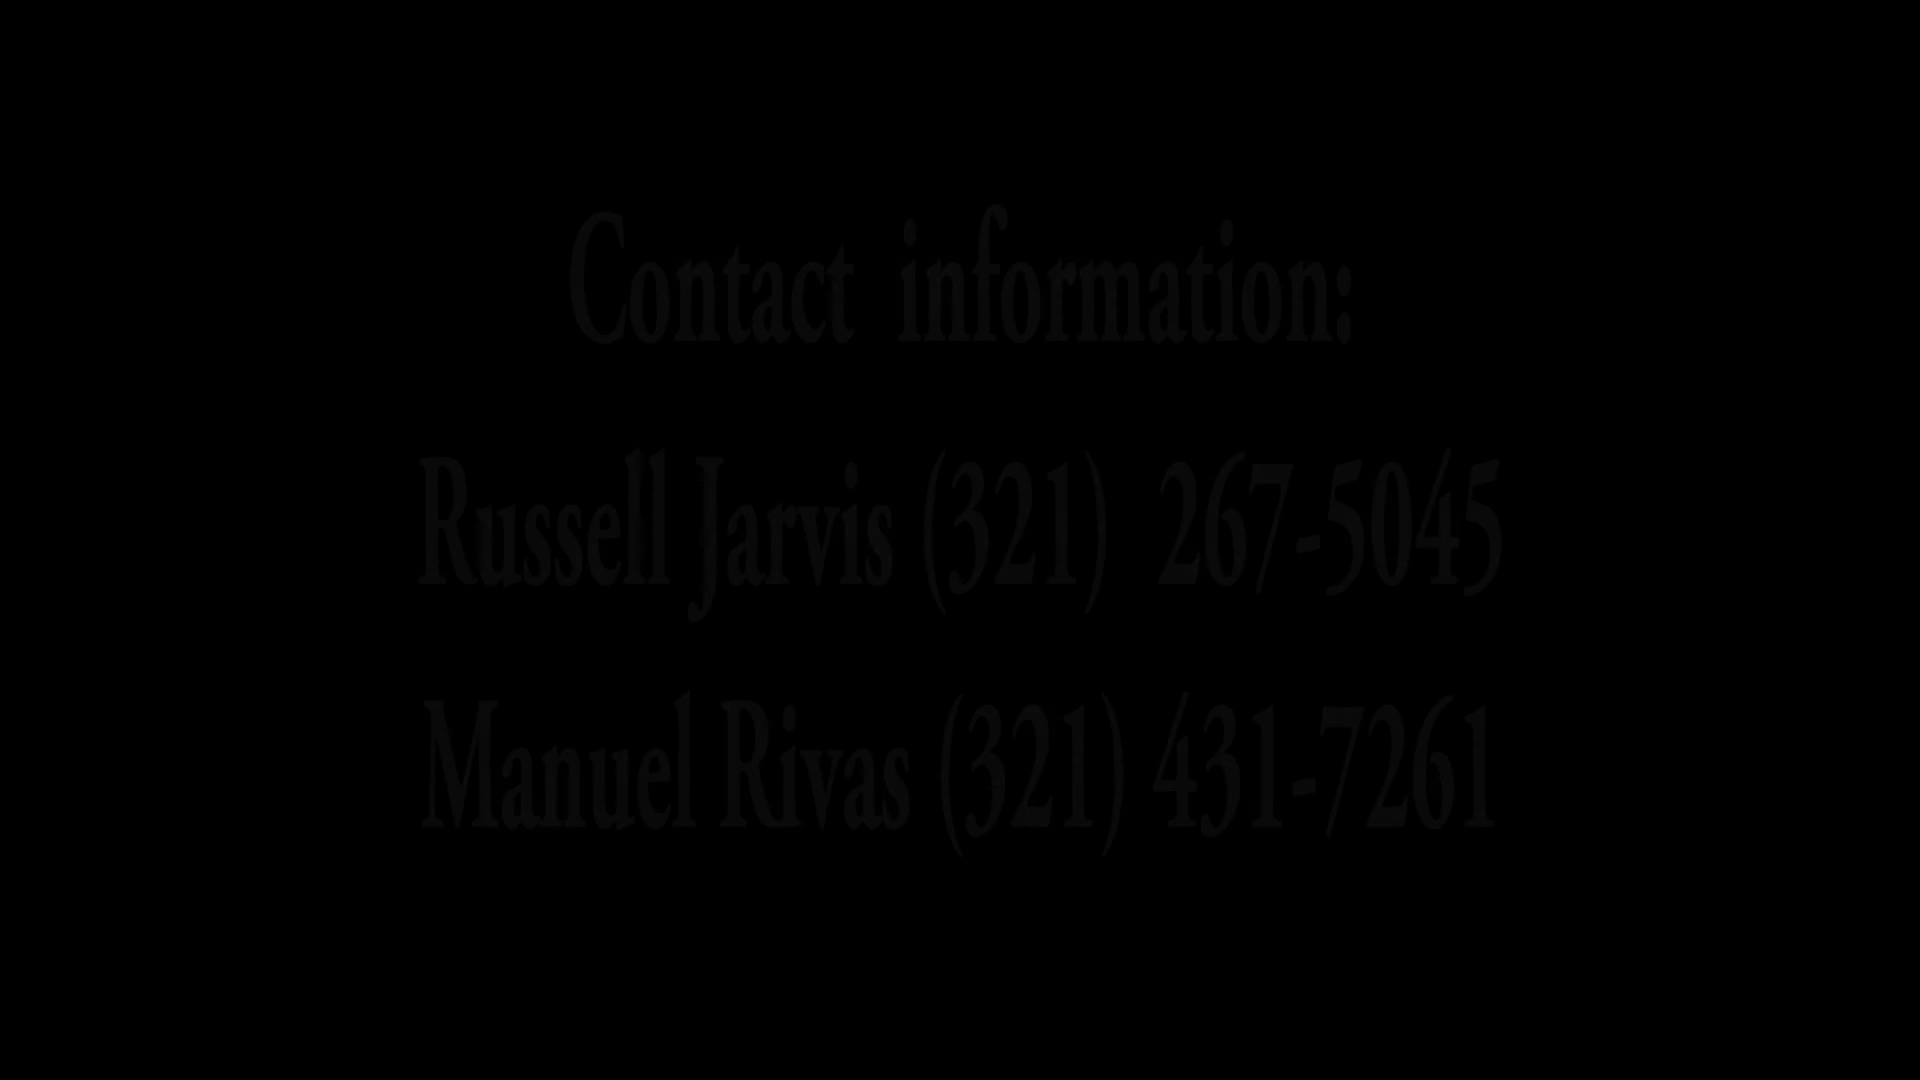 Contact information:
Russell Jarvis (321) 267-5045
Manuel Rivas (321) 431-7261